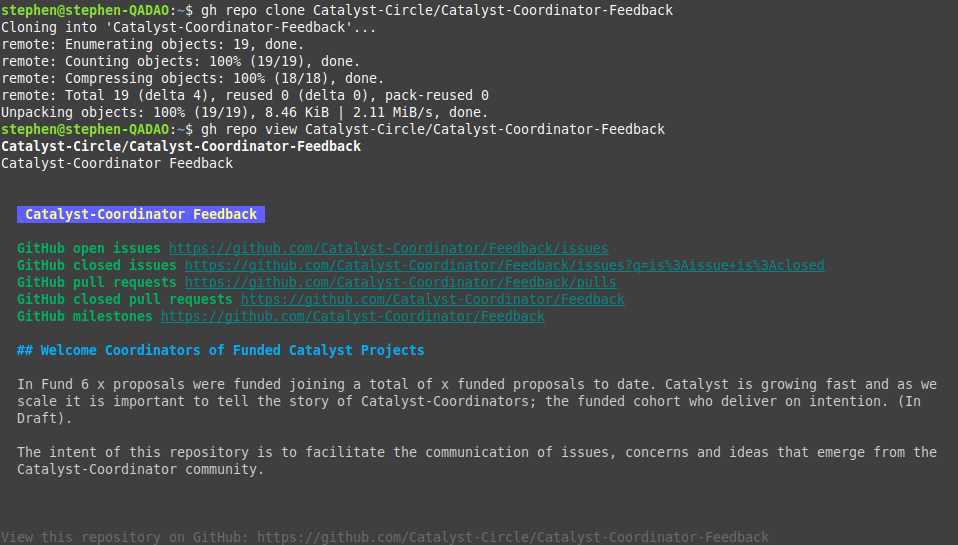 stephen@stephen-QADAO:~$ gh repo clone Catalyst-Circle/Catalyst-Coordinator-Feedback
Cloning into 'Catalyst-Coordinator-Feedback'...
remote: Enumerating objects: 19, done.
remote: Counting objects: 100% (19/19), done.
remote: Compressing objects: 100% (18/18), done.
remote: Total 19 (delta 4), reused 0 (delta 0), pack-reused 0
Unpacking objects: 100% (19/19), 8.46 KiB | 2.11 MiB/s, done.
stephen@stephen-QADAO:~$ gh repo view Catalyst-Circle/Catalyst-Coordinator-Feedback
Catalyst-Circle/Catalyst-Coordinator-Feedback
Catalyst-Coordinator Feedback
Catalyst-Coordinator Feedback
GitHub open issues https://github.com/Catalyst-Coordinator/Feedback/issues
GitHub closed issues https://github.com/Catalyst-Coordinator/Feedback/issues?q=is%3Aissue+is%3Aclosed
GitHub pull requests https://github.com/Catalyst-Coordinator/Feedback/pulls
GitHub closed pull requests https://github.com/Catalyst-Coordinator/Feedback
GitHub milestones https://github.com/Catalyst-Coordinator/Feedback
## Welcome Coordinators of Funded Catalyst Projects
In Fund 6 x proposals were funded joining a total of x funded proposals to date. Catalyst is growing fast and as we
scale it is important to tell the story of Catalyst-Coordinators; the funded cohort who deliver on intention. (In
Draft).
The intent of this repository is to facilitate the communication of issues, concerns and ideas that emerge from the
Catalyst-Coordinator community.
View this repository on GitHub: https://github.com/Catalyst-Circle/Catalyst-Coordinator-Feedback